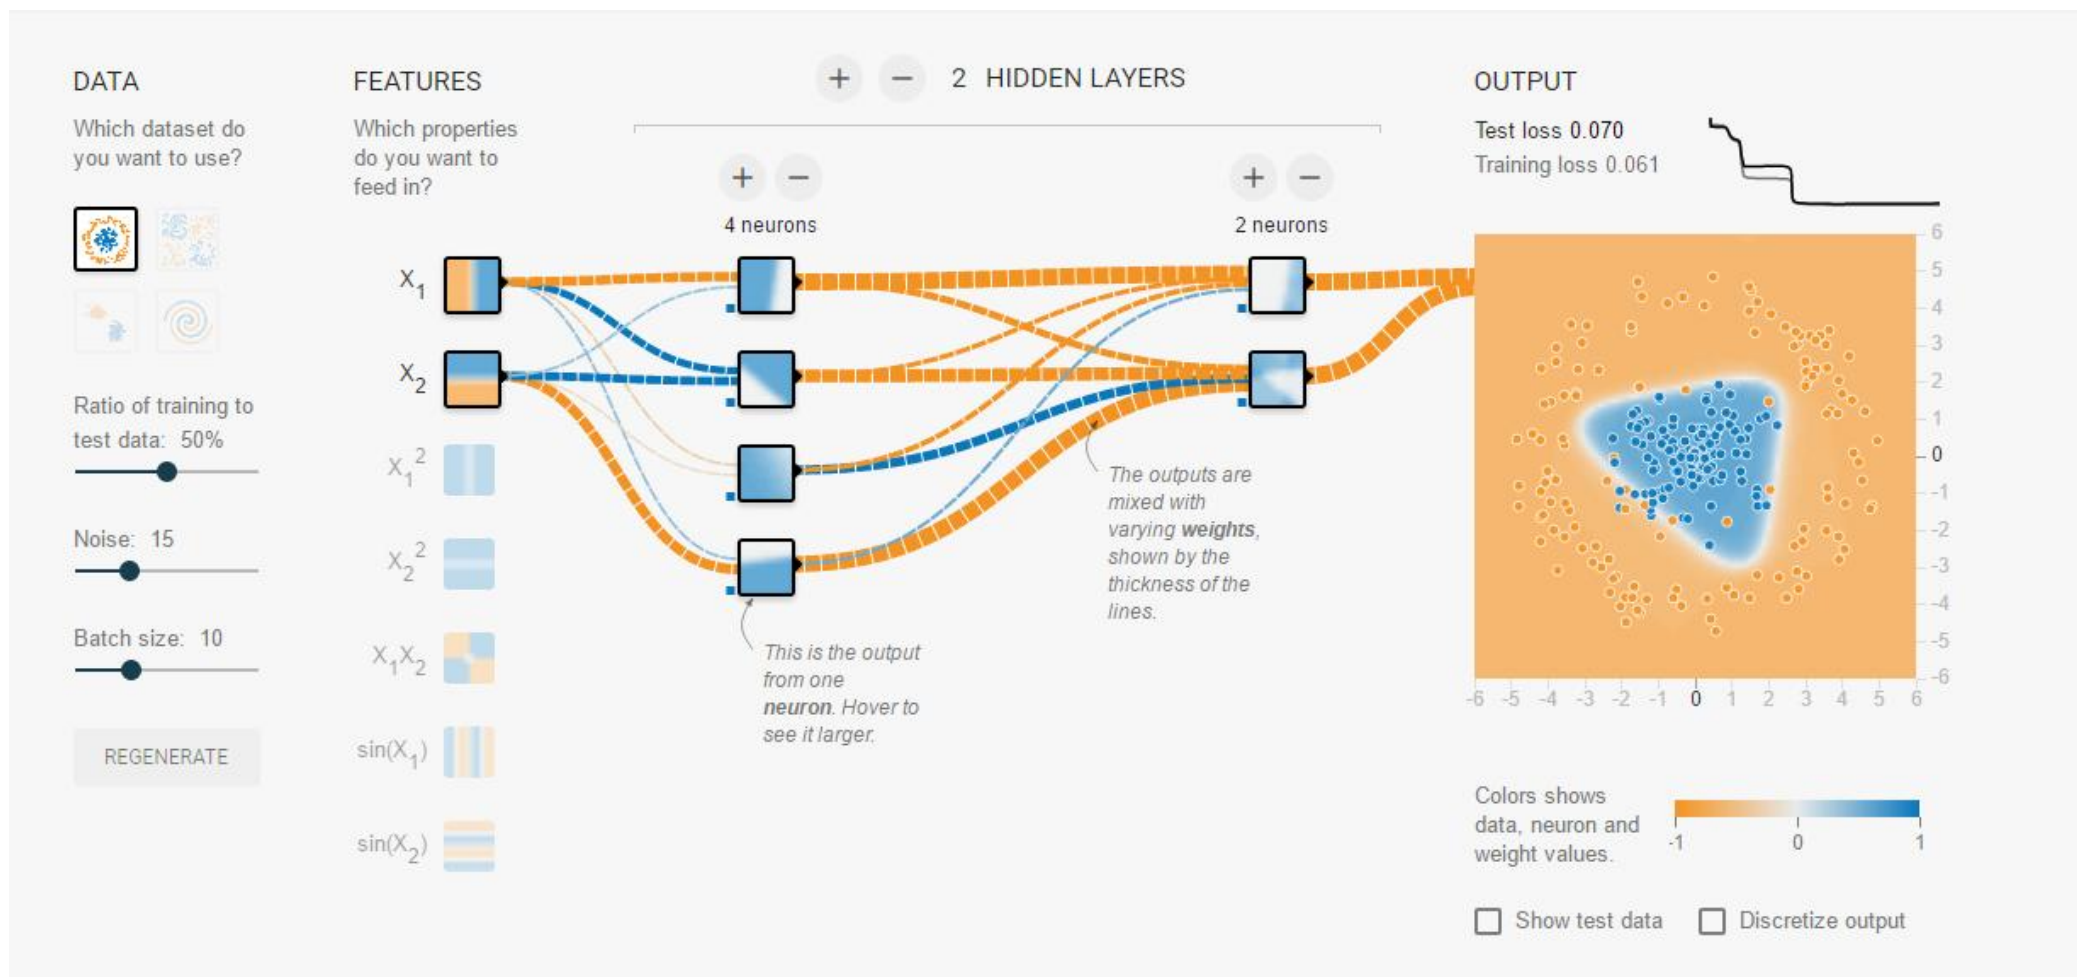 DATA
Which dataset do
you want to use?
Ratio of training to
test data: 50%
Noise: 15
Batch size: 10
REGENERATE
FEATURES
Which properties
do you want to
feed in?
X1
X2
X1²
X2²
X1X2
sin(X1)
sin(X2)
+ − 2 HIDDEN LAYERS
+ −
4 neurons
+ −
2 neurons
This is the output
from one
neuron. Hover to
see it larger.
The outputs are
mixed with
varying weights,
shown by the
thickness of the
lines.
OUTPUT
Test loss 0.070
Training loss 0.061
6
5
4
3
2
1
0
-1
-2
-3
-4
-5
-6
-6 -5 -4 -3 -2 -1 0 1 2 3 4 5 6
Colors shows
data, neuron and
weight values.
-1 0 1
Show test data
Discretize output